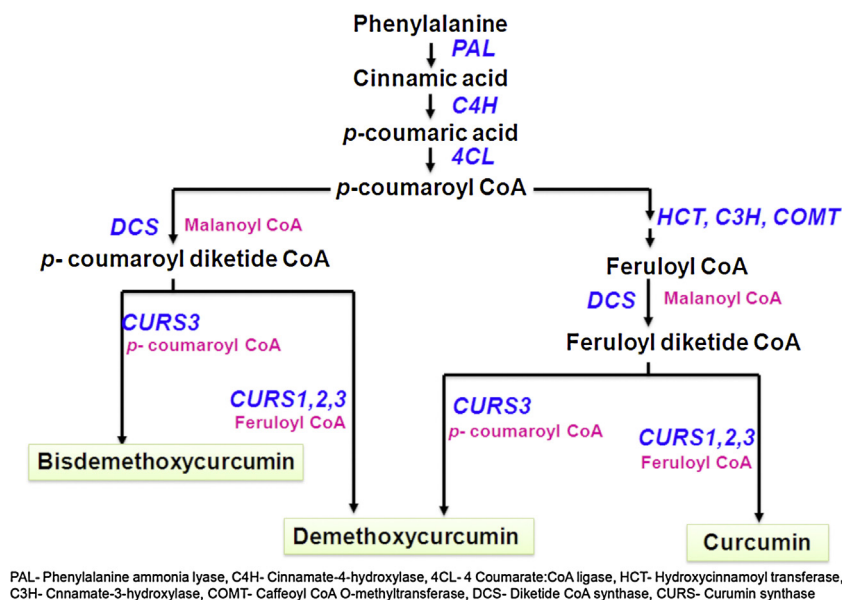 Phenylalanine
PAL
Cinnamic acid
C4H
p-coumaric acid
4CL
p-coumaroyl CoA
DCS Malanoyl CoA
HCT, C3H, COMT
p- coumaroyl diketide CoA
Feruloyl CoA
DCS Malanoyl CoA
CURS3
p- coumaroyl CoA
Feruloyl diketide CoA
CURS1,2,3
Feruloyl CoA
CURS3
p- coumaroyl CoA
CURS1,2,3
Feruloyl CoA
Bisdemethoxycurcumin
Demethoxycurcumin
Curcumin
PAL- Phenylalanine ammonia lyase, C4H- Cinnamate-4-hydroxylase, 4CL- 4 Coumarate:CoA ligase, HCT- Hydroxycinnamoyl transferase,
C3H- Cnnamate-3-hydroxylase, COMT- Caffeoyl CoA O-methyltransferase, DCS- Diketide CoA synthase, CURS- Curumin synthase